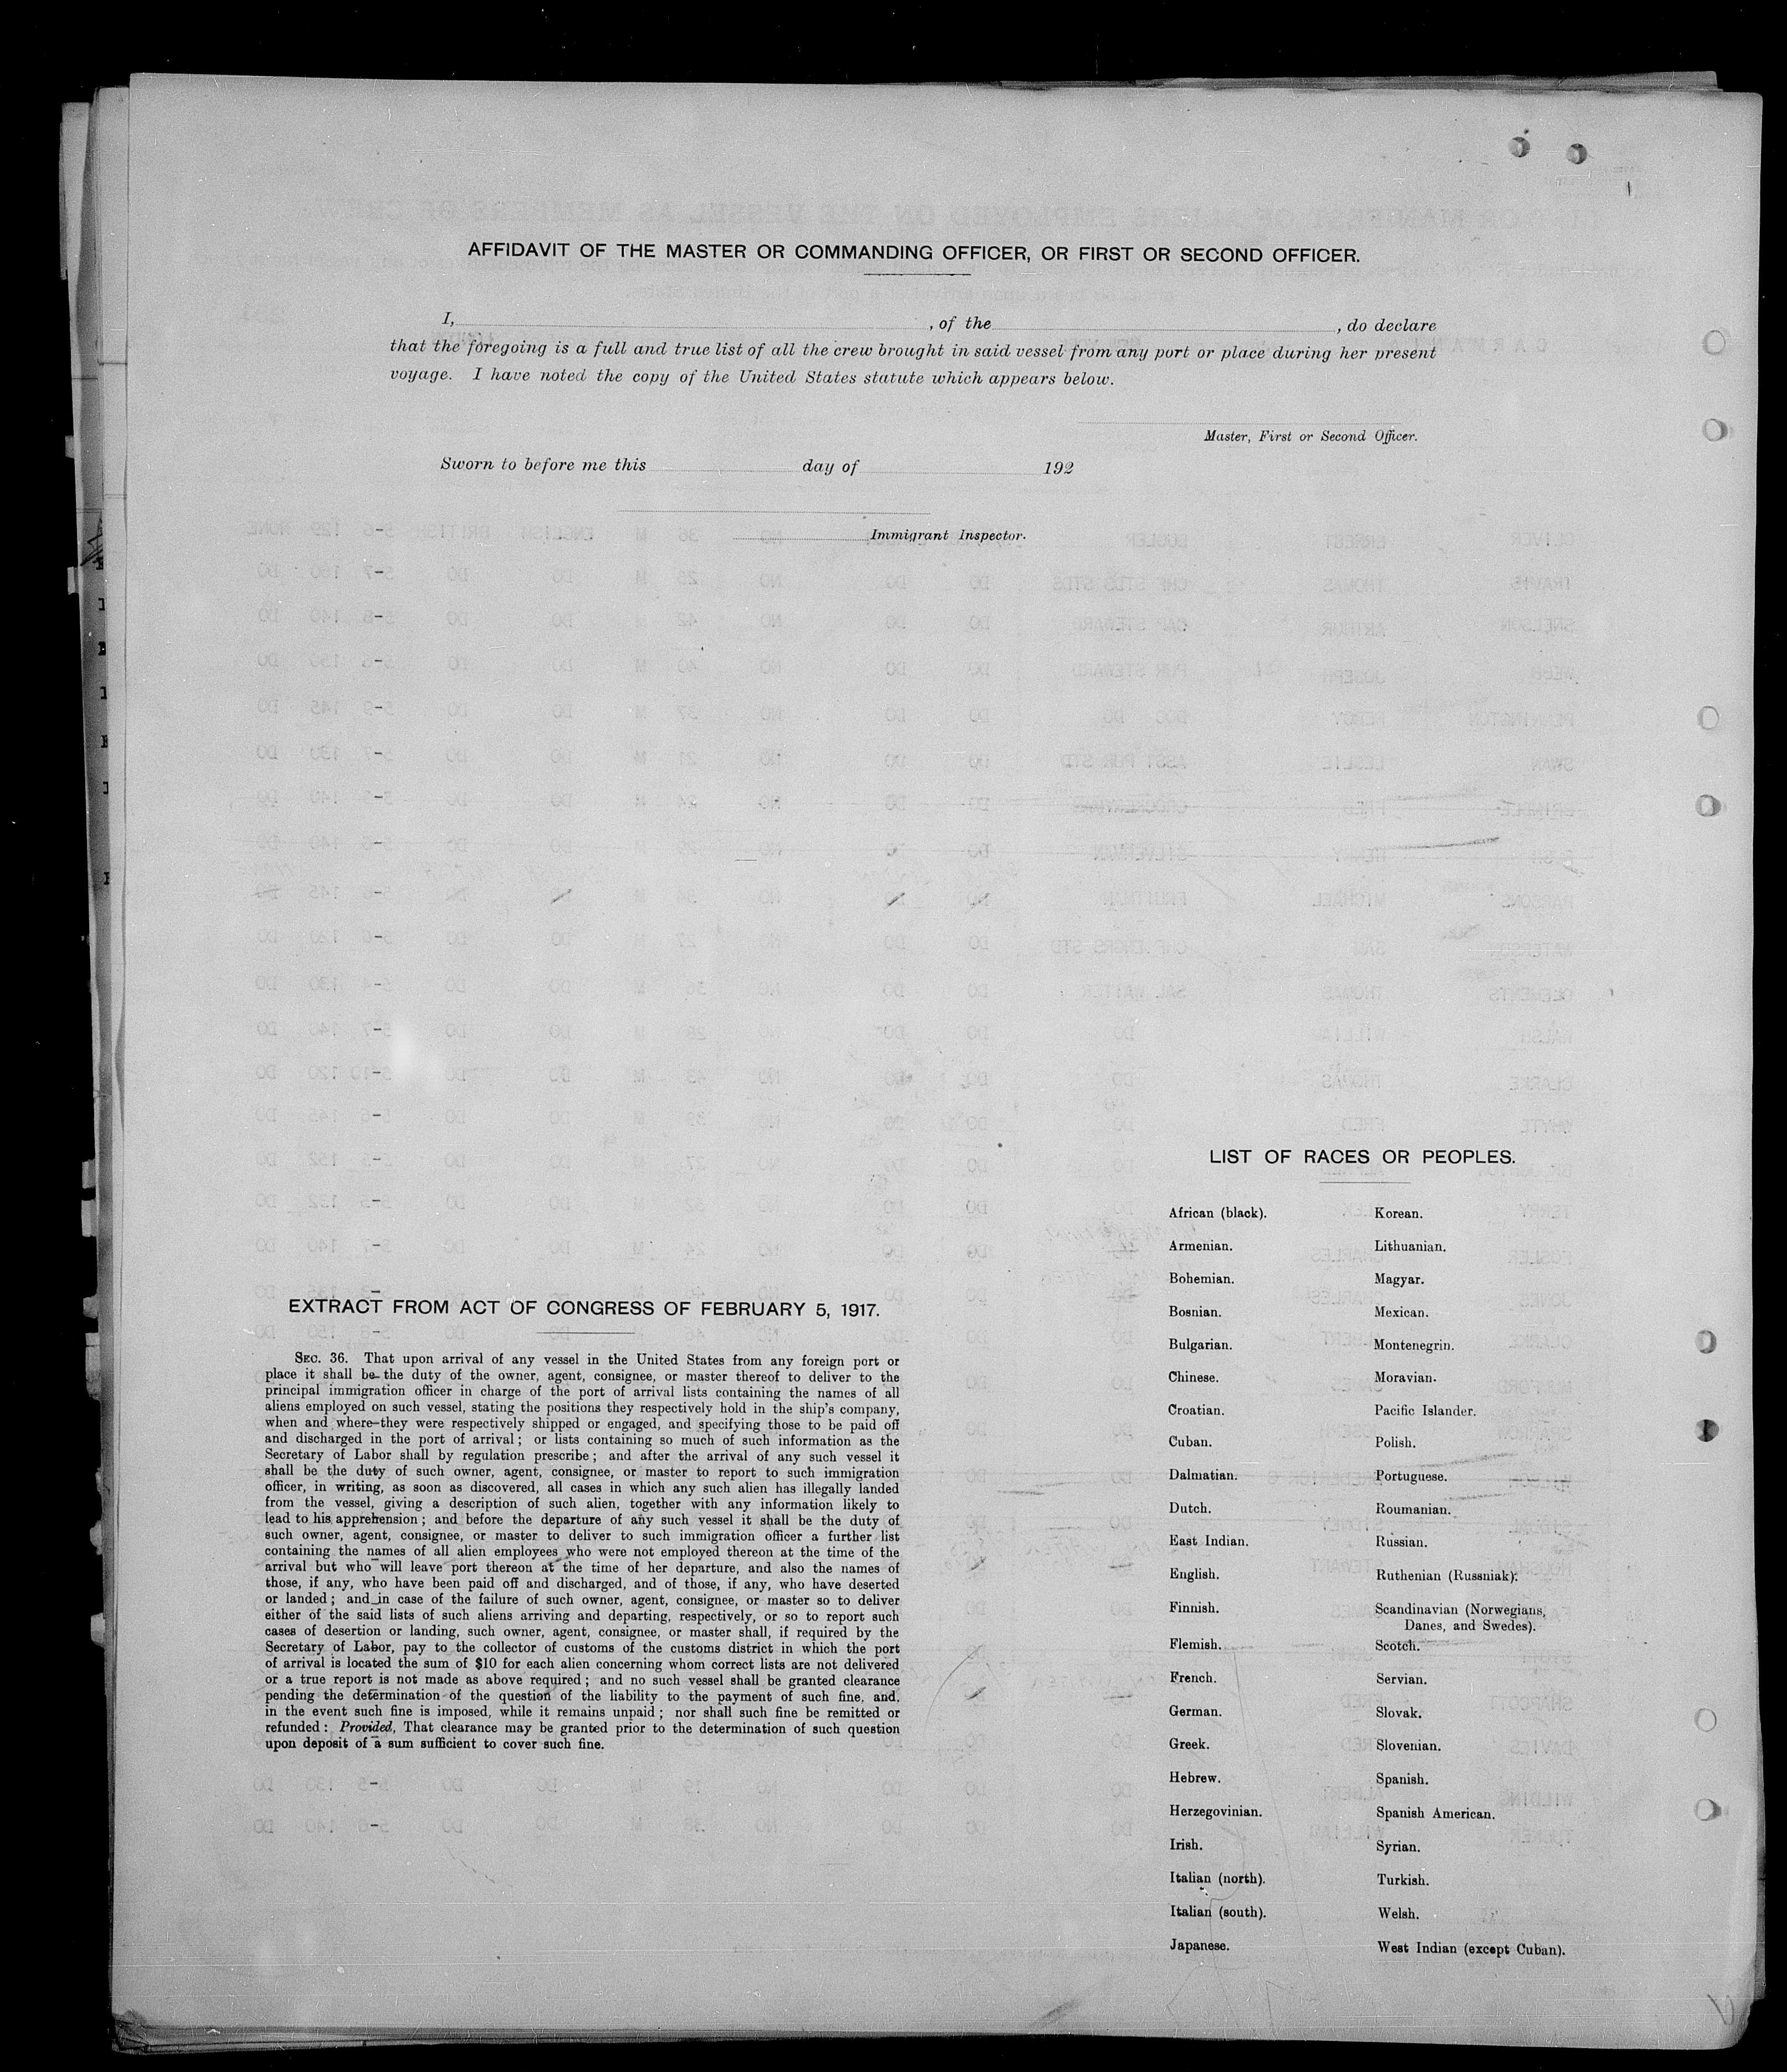 AFFIDAVIT OF THE MASTER OR COMMANDING OFFICER, OR FIRST OR SECOND OFFICER.
I, , of the , do declare
that the foregoing is a full and true list of all the crew brought in said vessel from any port or place during her present
voyage. I have noted the copy of the United States statute which appears below.
Master, First or Second Officer.
Sworn to before me this day of 192
Immigrant Inspector.
EXTRACT FROM ACT OF CONGRESS OF FEBRUARY 5, 1917.
SEC. 36. That upon arrival of any vessel in the United States from any foreign port or
place it shall be the duty of the owner, agent, consignee, or master thereof to deliver to the
principal immigration officer in charge of the port of arrival lists containing the names of all
aliens employed on such vessel, stating the positions they respectively hold in the ship's company,
when and where they were respectively shipped or engaged, and specifying those to be paid off
and discharged in the port of arrival; or lists containing so much of such information as the
Secretary of Labor shall by regulation prescribe; and after the arrival of any such vessel it
shall be the duty of such owner, agent, consignee, or master to report to such immigration
officer, in writing, as soon as discovered, all cases in which any such alien has illegally landed
from the vessel, giving a description of such alien, together with any information likely to
lead to his apprehension; and before the departure of any such vessel it shall be the duty of
such owner, agent, consignee, or master to deliver to such immigration officer a further list
containing the names of all alien employees who were not employed thereon at the time of the
arrival but who will leave port thereon at the time of her departure, and also the names of
those, if any, who have been paid off and discharged, and of those, if any, who have deserted
or landed; and in case of the failure of such owner, agent, consignee, or master so to deliver
either of the said lists of such aliens arriving and departing, respectively, or so to report such
cases of desertion or landing, such owner, agent, consignee, or master shall, if required by the
Secretary of Labor, pay to the collector of customs of the customs district in which the port
of arrival is located the sum of $10 for each alien concerning whom correct lists are not delivered
or a true report is not made as above required; and no such vessel shall be granted clearance
pending the determination of the question of the liability to the payment of such fine, and,
in the event such fine is imposed, while it remains unpaid; nor shall such fine be remitted or
refunded: Provided, That clearance may be granted prior to the determination of such question
upon deposit of a sum sufficient to cover such fine.
LIST OF RACES OR PEOPLES.
African (black).
Armenian.
Bohemian.
Bosnian.
Bulgarian.
Chinese.
Croatian.
Cuban.
Dalmatian.
Dutch.
East Indian.
English.
Finnish.
Flemish.
French.
German.
Greek.
Hebrew.
Herzegovinian.
Irish.
Italian (north).
Italian (south).
Japanese.
Korean.
Lithuanian.
Magyar.
Mexican.
Montenegrin.
Moravian.
Pacific Islander.
Polish.
Portuguese.
Roumanian.
Russian.
Ruthenian (Russniak).
Scandinavian (Norwegians,
Danes, and Swedes).
Scotch.
Servian.
Slovak.
Slovenian.
Spanish.
Spanish American.
Syrian.
Turkish.
Welsh.
West Indian (except Cuban).